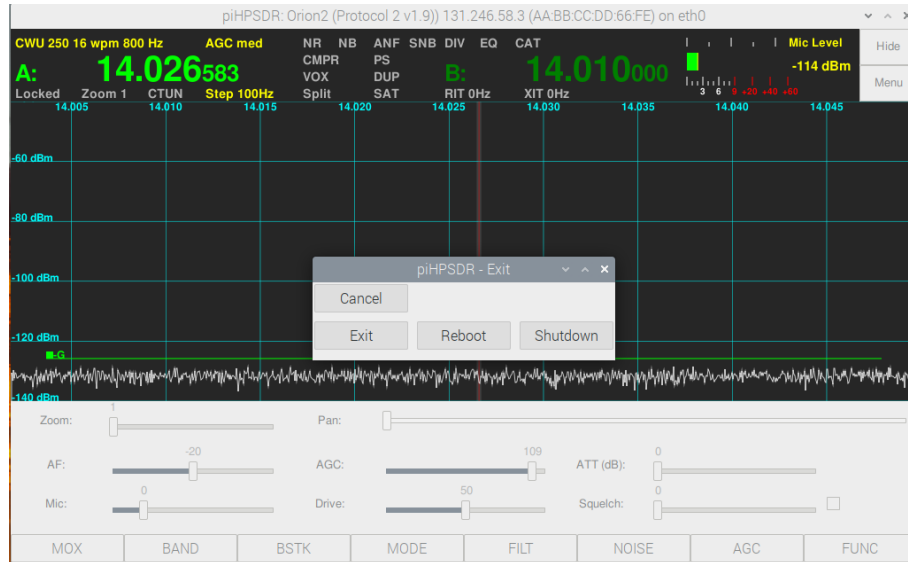 piHPSDR: Orion2 (Protocol 2 v1.9)) 131.246.58.3 (AA:BB:CC:DD:66:FE) on eth0
CWU 250 16 wpm 800 Hz AGC med NR NB ANF SNB DIV EQ CAT Mic Level Hide
CMPR PS
A: 14.026583 VOX DUP B: 14.010000 -114 dBm
Locked Zoom 1 CTUN Step 100Hz Split SAT RIT 0Hz XIT 0Hz 3 6 9 +20 +40 +60 Menu
14.005 14.010 14.015 14.020 14.025 14.030 14.035 14.040 14.045
-60 dBm
-80 dBm
piHPSDR - Exit
-100 dBm
Cancel
Exit Reboot Shutdown
-120 dBm
-G
-140 dBm
Zoom: 1 Pan:
AF: -20 AGC: 109 ATT (dB): 0
Mic: 0 Drive: 50 Squelch: 0
MOX BAND BSTK MODE FILT NOISE AGC FUNC